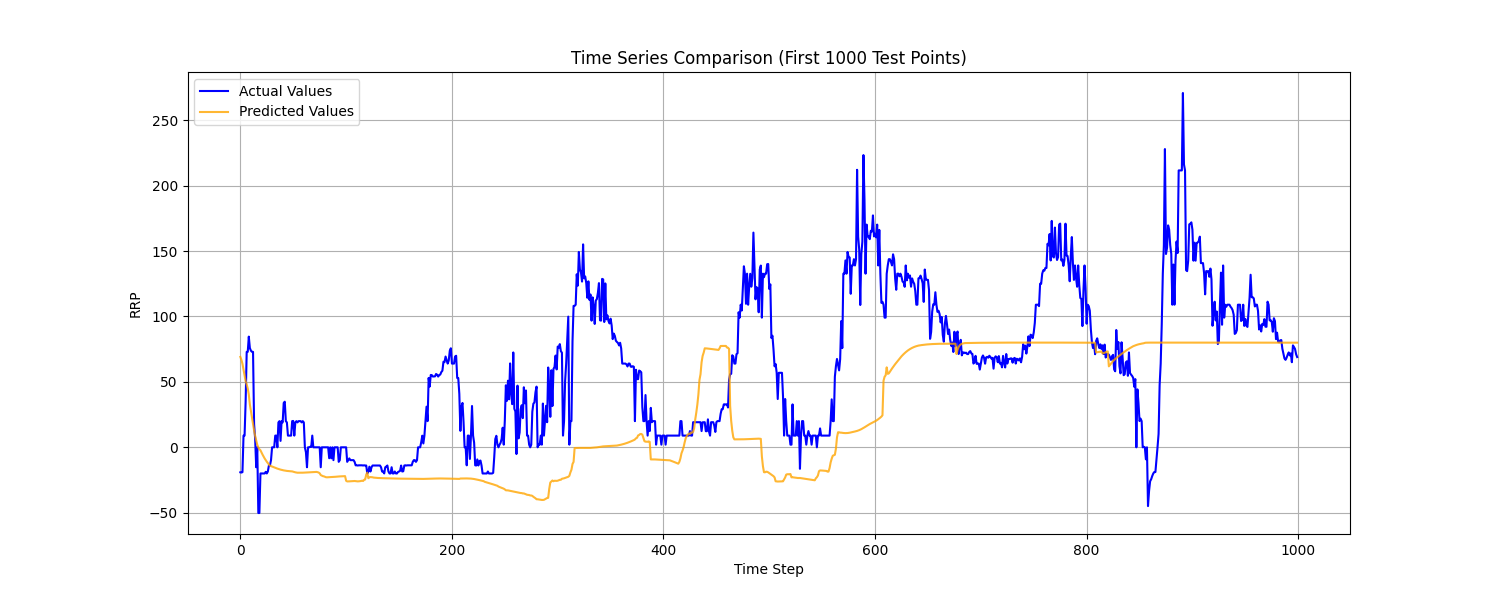 Time Series Comparison (First 1000 Test Points)
Actual Values
Predicted Values
250
200
150
100
50
0
−50
RRP
0
200
400
600
800
1000
Time Step